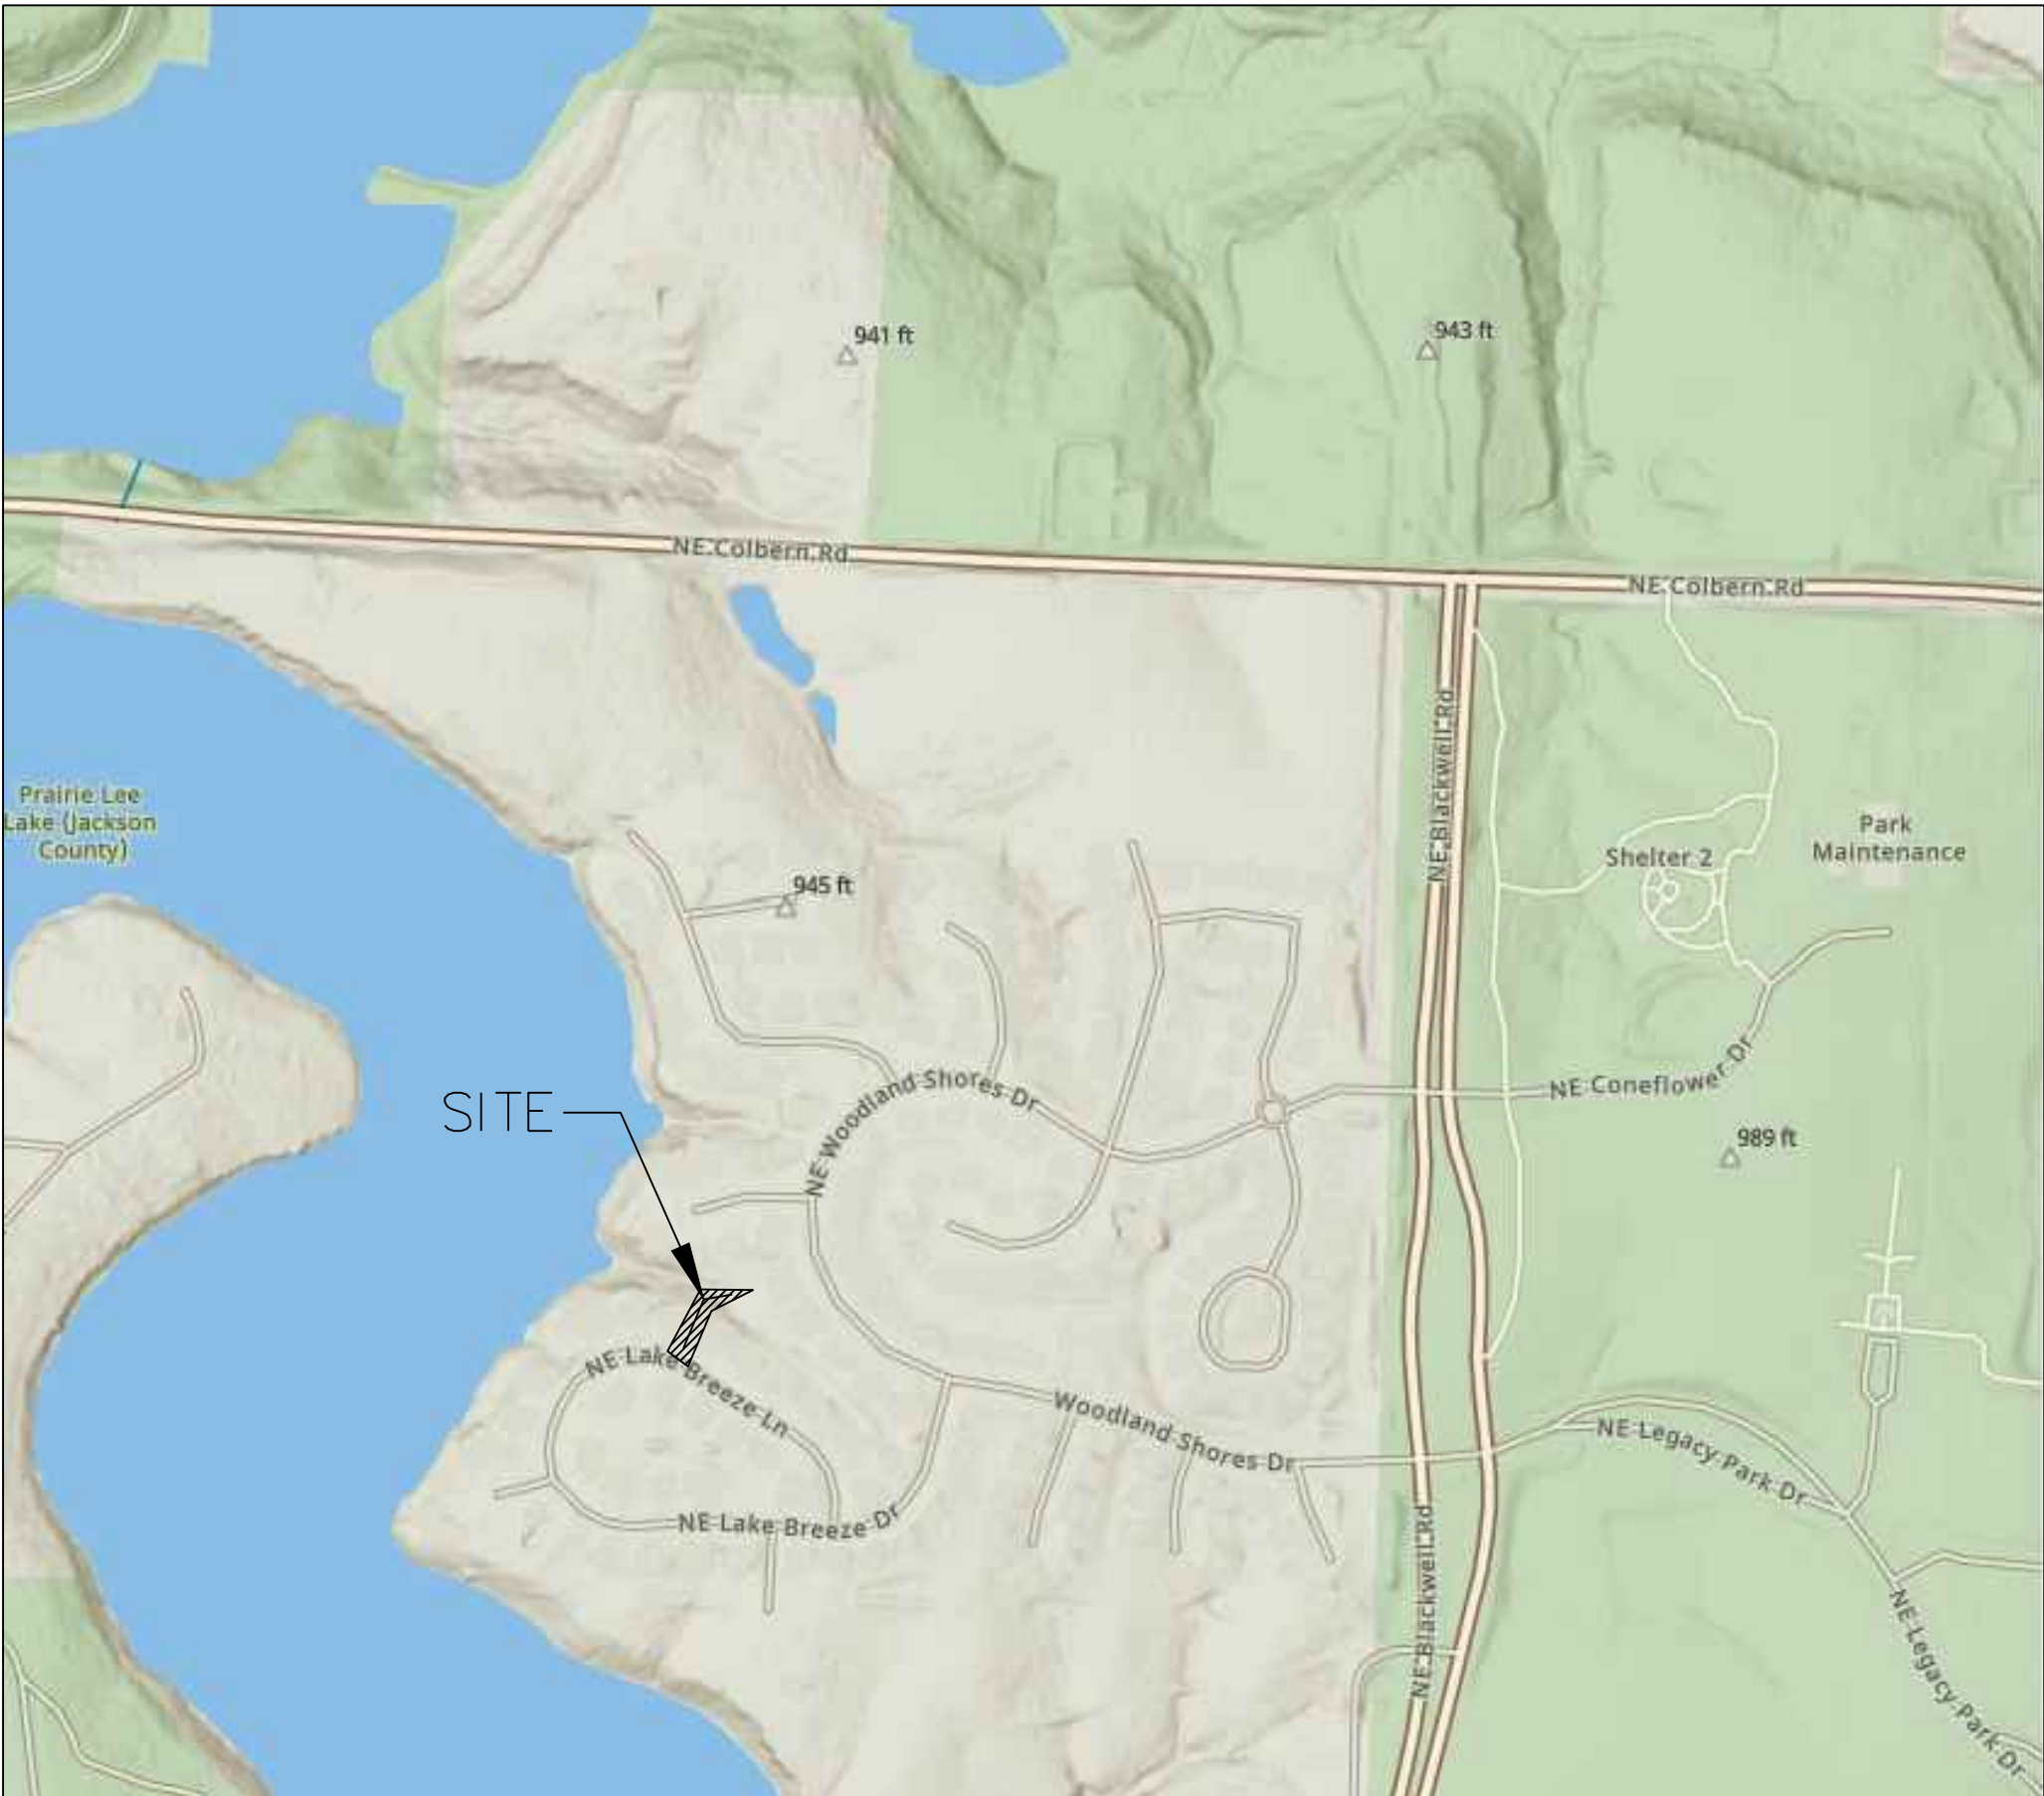 941 ft
943 ft
NE Colbern Rd
NE Colbern Rd
NE Blackwell Rd
Prairie Lee
Lake (Jackson
County)
Park
Maintenance
Shelter 2
945 ft
NE Woodland Shores Dr
NE Coneflower Dr
SITE
989 ft
NE Lake Breeze Ln
Woodland Shores Dr
NE Legacy Park Dr
NE Lake Breeze Dr
NE Blackwell Rd
NE Legacy Park Dr